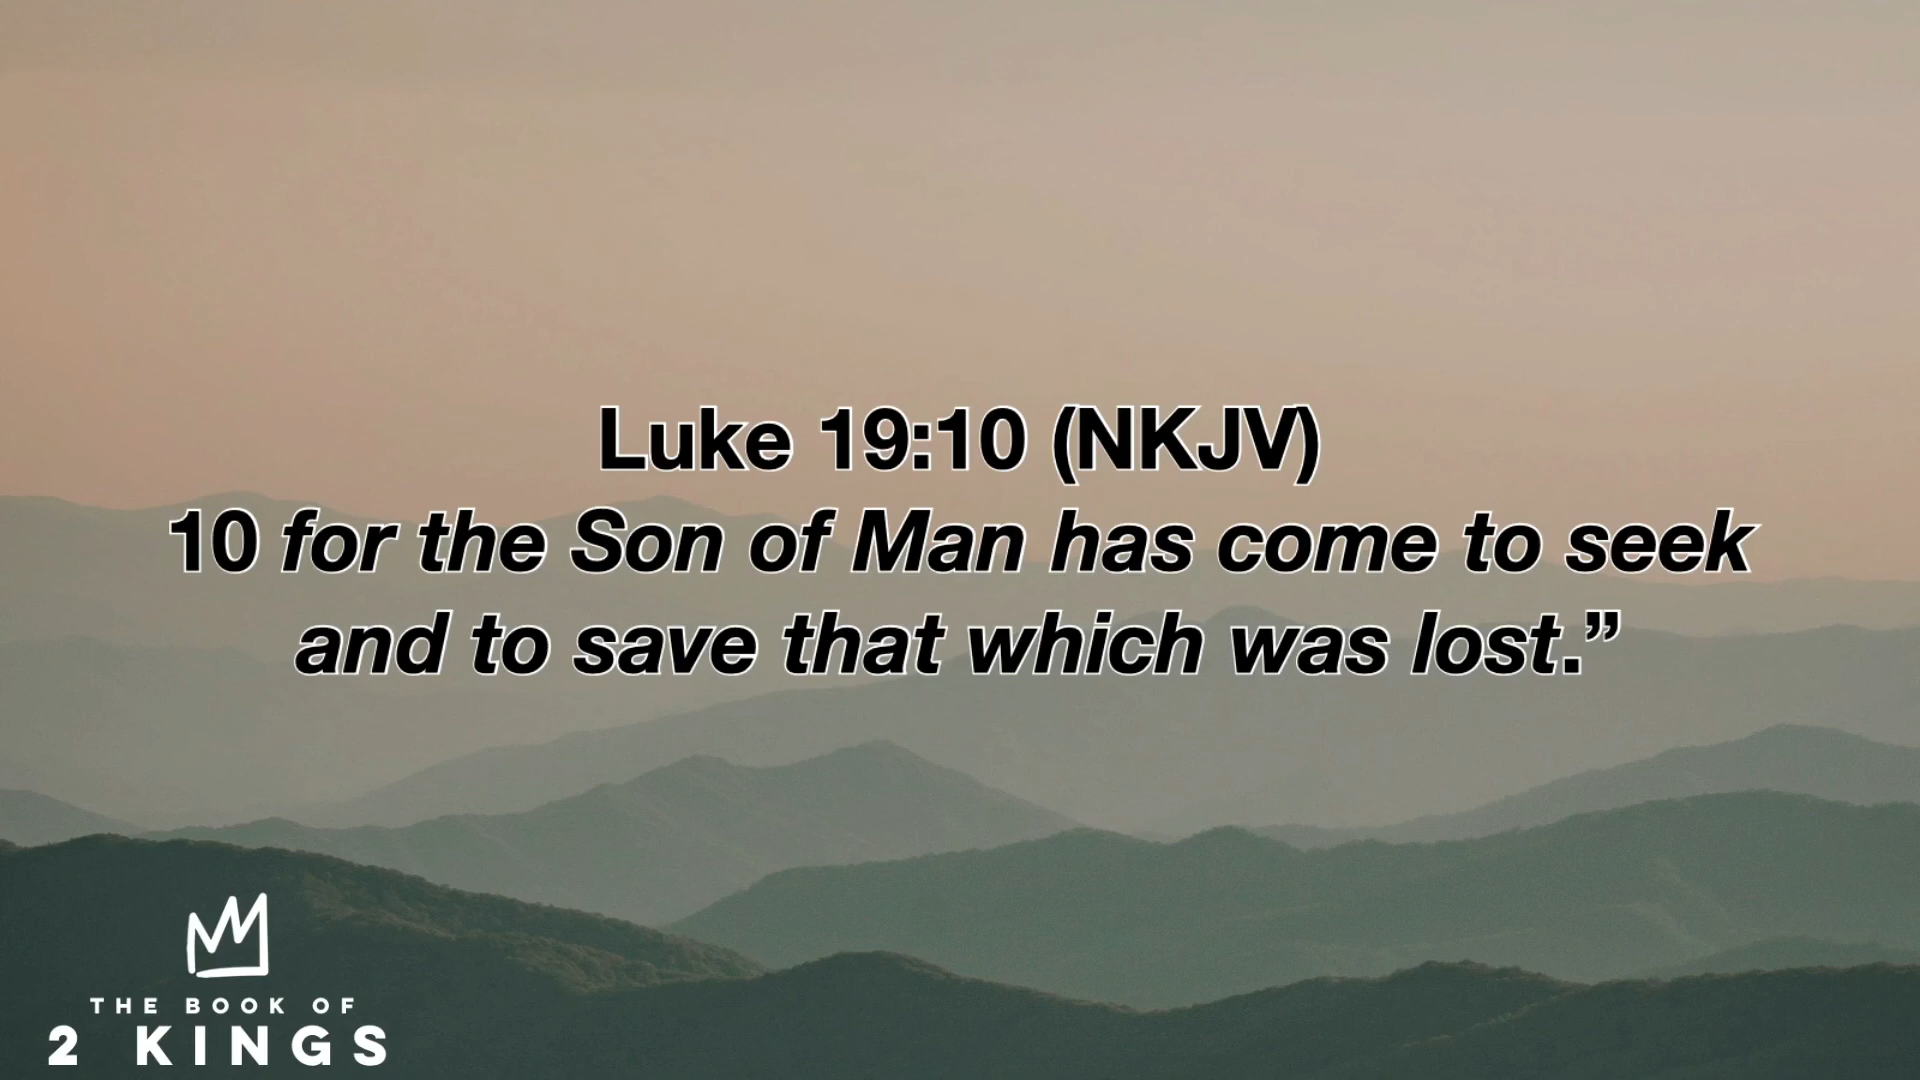 Luke 19:10 (NKJV)
10 for the Son of Man has come to seek
and to save that which was lost.”
THE BOOK OF
2 KINGS